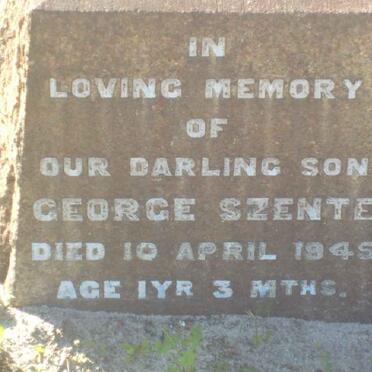 IN
LOVING MEMORY
OF
OUR DARLING SON
GEORGE SZENTE
DIED 10 APRIL 194
AGE 1YR 3 MTHS.